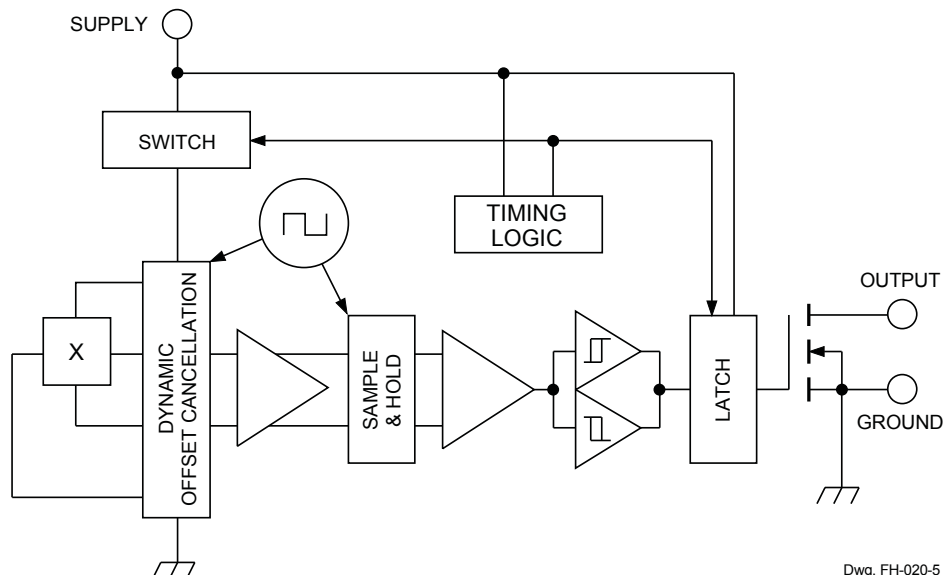 SUPPLY
SWITCH
TIMING
LOGIC
X
DYNAMIC
OFFSET CANCELLATION
SAMPLE
& HOLD
LATCH
OUTPUT
GROUND
Dwg. FH-020-5